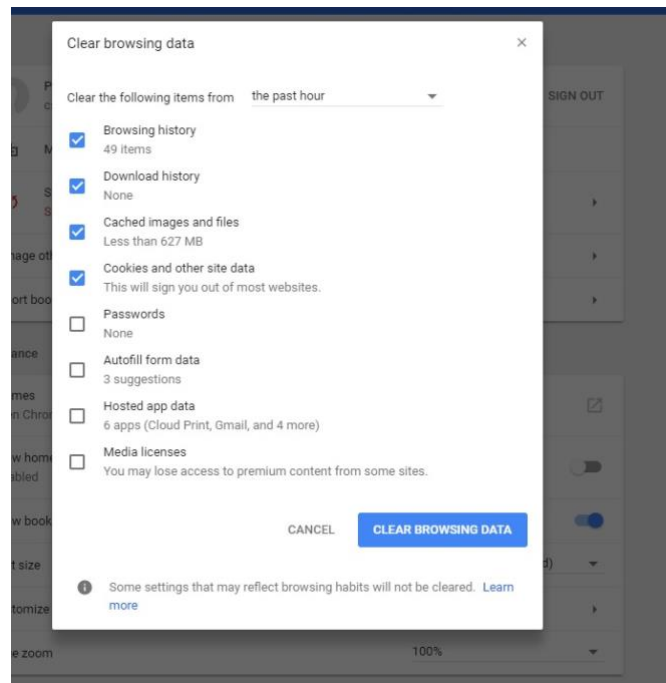 Clear browsing data
Clear the following items from the past hour
SIGN OUT
Browsing history
49 items
Download history
None
Cached images and files
Less than 627 MB
Cookies and other site data
This will sign you out of most websites.
Passwords
None
Autofill form data
3 suggestions
Hosted app data
6 apps (Cloud Print, Gmail, and 4 more)
Media licenses
You may lose access to premium content from some sites.
CANCEL CLEAR BROWSING DATA
Some settings that may reflect browsing habits will not be cleared. Learn
more
100%